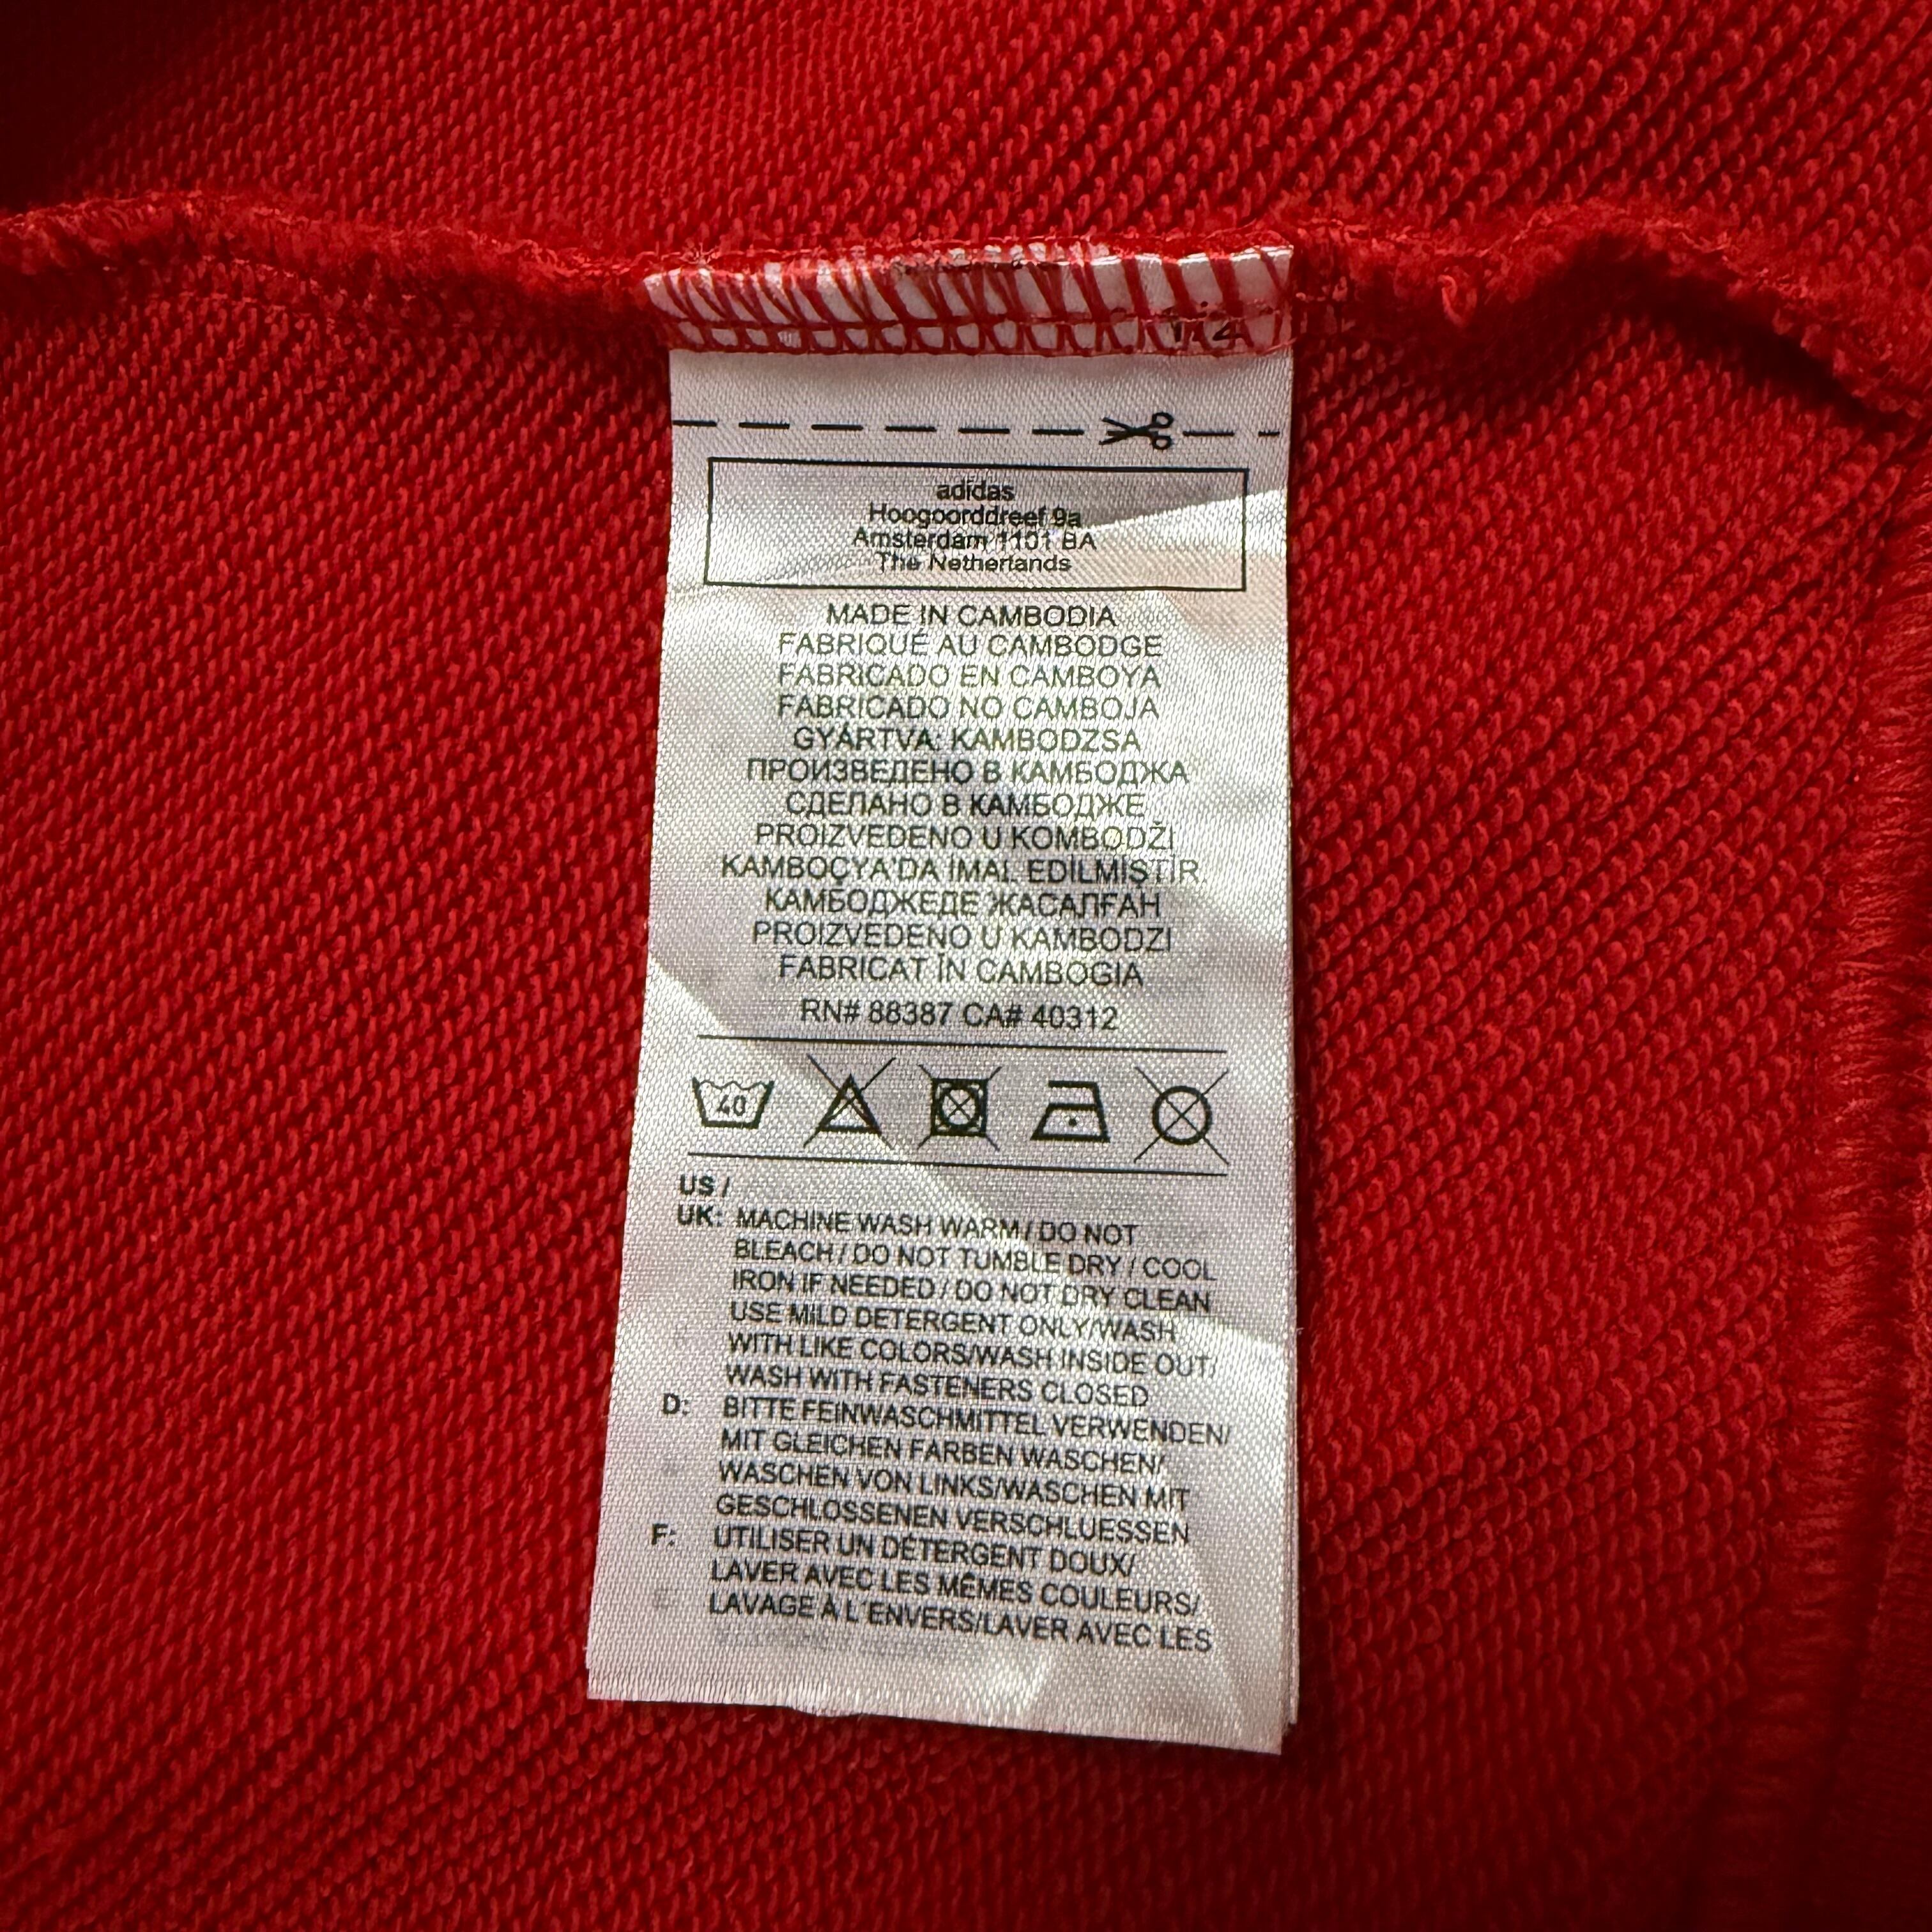 adidas
Hoogoorddreef 9a
Amsterdam 1101 BA
The Netherlands
MADE IN CAMBODIA
FABRIQUÉ AU CAMBODGE
FABRICADO EN CAMBOYA
FABRICADO NO CAMBOJA
GYÁRTVA: KAMBODZSA
ПРОИЗВЕДЕНО В КАМБОДЖА
СДЕЛАНО В КАМБОДЖЕ
PROIZVEDENO U KOMBODŽI
KAMBOÇYA'DA İMAL EDİLMİŞTİR
КАМБОДЖЕДЕ ЖАСАЛҒАН
PROIZVEDENO U KAMBODZI
FABRICAT ÎN CAMBOGIA
RN# 88387 CA# 40312
40
US /
UK: MACHINE WASH WARM / DO NOT
BLEACH / DO NOT TUMBLE DRY / COOL
IRON IF NEEDED / DO NOT DRY CLEAN
USE MILD DETERGENT ONLY/WASH
WITH LIKE COLORS/WASH INSIDE OUT/
WASH WITH FASTENERS CLOSED
D: BITTE FEINWASCHMITTEL VERWENDEN/
MIT GLEICHEN FARBEN WASCHEN/
WASCHEN VON LINKS/WASCHEN MIT
GESCHLOSSENEN VERSCHLUESSEN
F: UTILISER UN DÉTERGENT DOUX/
LAVER AVEC LES MÊMES COULEURS/
LAVAGE À L'ENVERS/LAVER AVEC LES